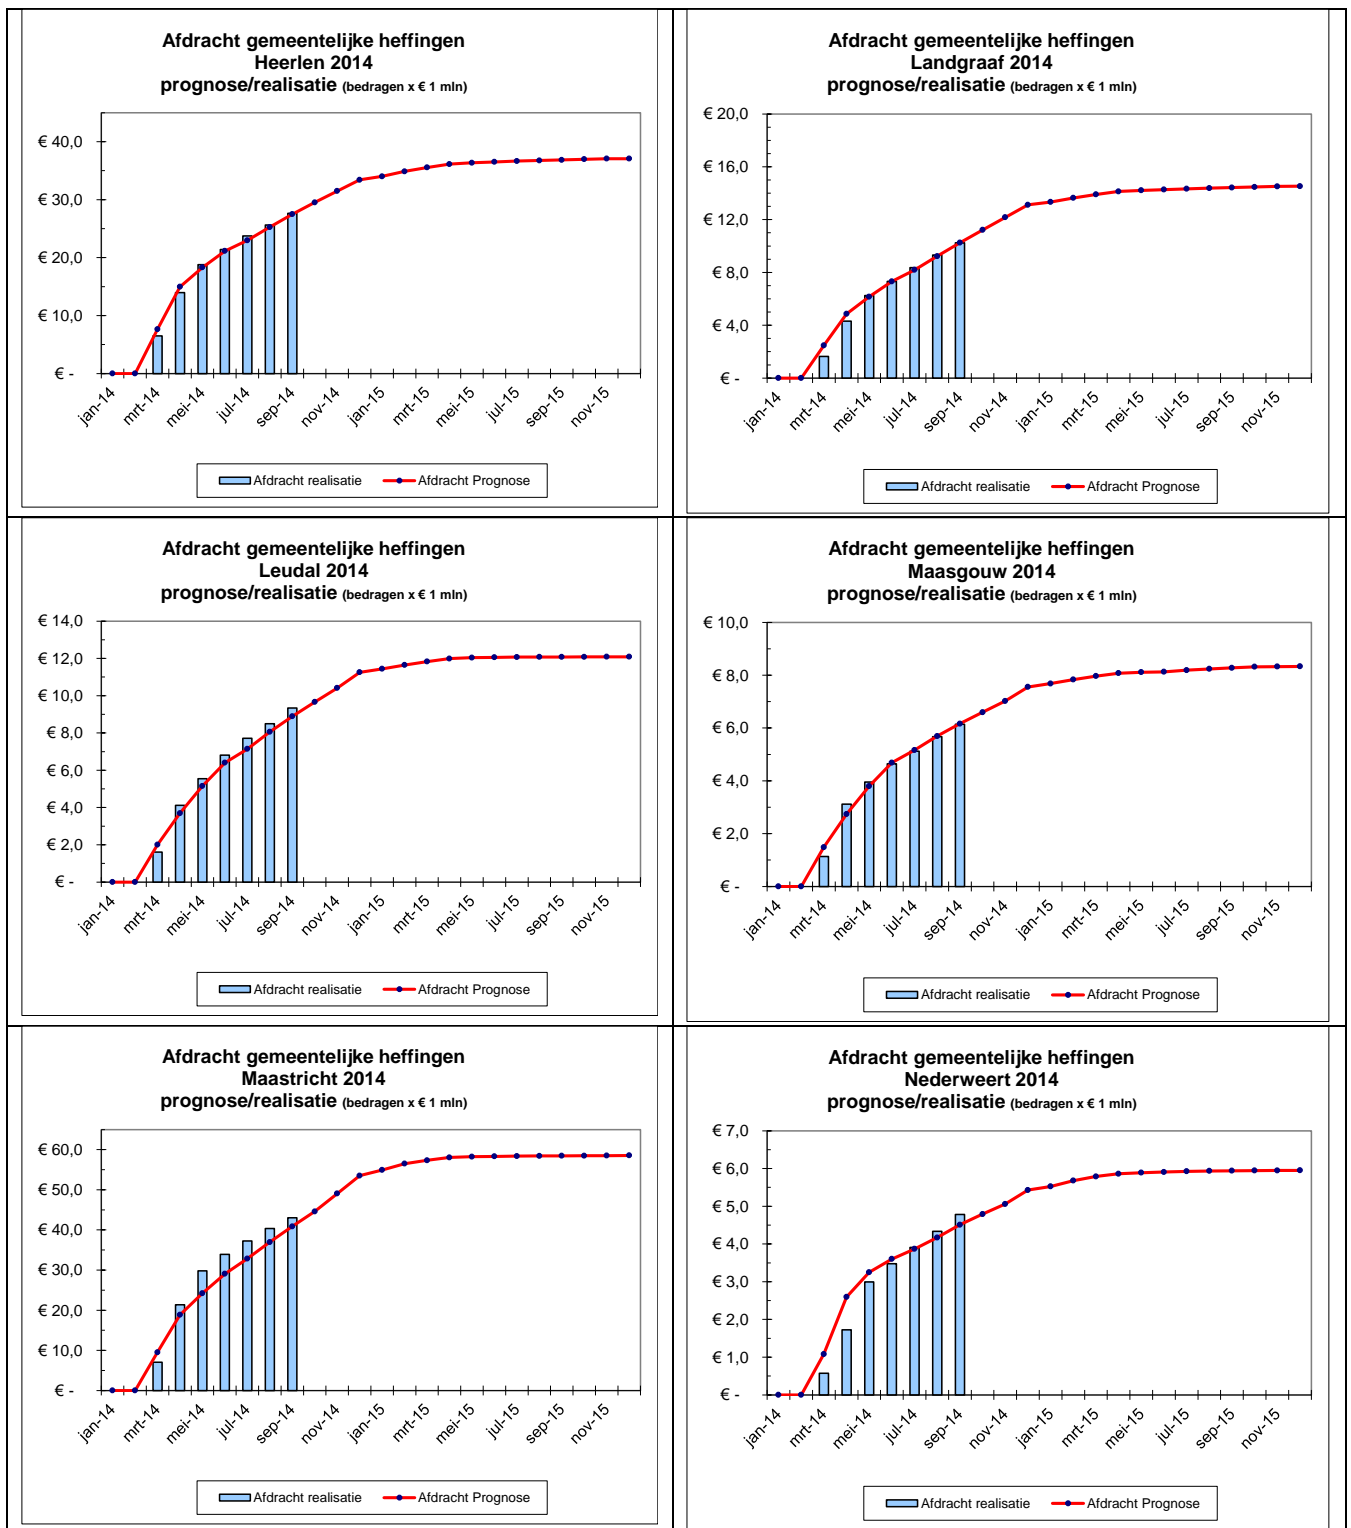 Afdracht gemeentelijke heffingen
Heerlen 2014
prognose/realisatie (bedragen x € 1 mln)
€ 40,0
€ 30,0
€ 20,0
€ 10,0
€ -
jan-14 mrt-14 mei-14 jul-14 sep-14 nov-14 jan-15 mrt-15 mei-15 jul-15 sep-15 nov-15
Afdracht realisatie Afdracht Prognose
Afdracht gemeentelijke heffingen
Landgraaf 2014
prognose/realisatie (bedragen x € 1 mln)
€ 20,0
€ 16,0
€ 12,0
€ 8,0
€ 4,0
€ -
jan-14 mrt-14 mei-14 jul-14 sep-14 nov-14 jan-15 mrt-15 mei-15 jul-15 sep-15 nov-15
Afdracht realisatie Afdracht Prognose
Afdracht gemeentelijke heffingen
Leudal 2014
prognose/realisatie (bedragen x € 1 mln)
€ 14,0
€ 12,0
€ 10,0
€ 8,0
€ 6,0
€ 4,0
€ 2,0
€ -
jan-14 mrt-14 mei-14 jul-14 sep-14 nov-14 jan-15 mrt-15 mei-15 jul-15 sep-15 nov-15
Afdracht realisatie Afdracht Prognose
Afdracht gemeentelijke heffingen
Maasgouw 2014
prognose/realisatie (bedragen x € 1 mln)
€ 10,0
€ 8,0
€ 6,0
€ 4,0
€ 2,0
€ -
jan-14 mrt-14 mei-14 jul-14 sep-14 nov-14 jan-15 mrt-15 mei-15 jul-15 sep-15 nov-15
Afdracht realisatie Afdracht Prognose
Afdracht gemeentelijke heffingen
Maastricht 2014
prognose/realisatie (bedragen x € 1 mln)
€ 60,0
€ 50,0
€ 40,0
€ 30,0
€ 20,0
€ 10,0
€ -
jan-14 mrt-14 mei-14 jul-14 sep-14 nov-14 jan-15 mrt-15 mei-15 jul-15 sep-15 nov-15
Afdracht realisatie Afdracht Prognose
Afdracht gemeentelijke heffingen
Nederweert 2014
prognose/realisatie (bedragen x € 1 mln)
€ 7,0
€ 6,0
€ 5,0
€ 4,0
€ 3,0
€ 2,0
€ 1,0
€ -
jan-14 mrt-14 mei-14 jul-14 sep-14 nov-14 jan-15 mrt-15 mei-15 jul-15 sep-15 nov-15
Afdracht realisatie Afdracht Prognose